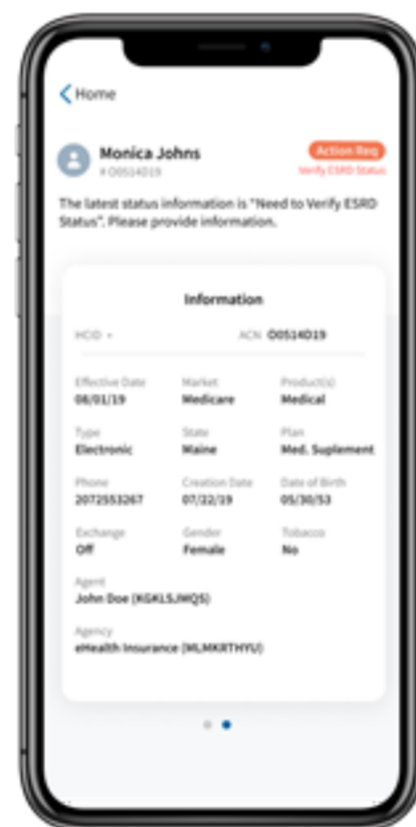 Home
Monica Johns
Action Req
# O0514D19
Verify ESRD Status
The latest status information is "Need to Verify ESRD
Status". Please provide information.
Information
HCID -
ACN O0514D19
Effective Date Market Product(s)
08/01/19 Medicare Medical
Type State Plan
Electronic Maine Med. Suplement
Phone Creation Date Date of Birth
2072553267 07/22/19 05/30/53
Exchange Gender Tobacco
Off Female No
Agent
John Doe (KGKLSJMQS)
Agency
eHealth Insurance (MLMKRTHYU)